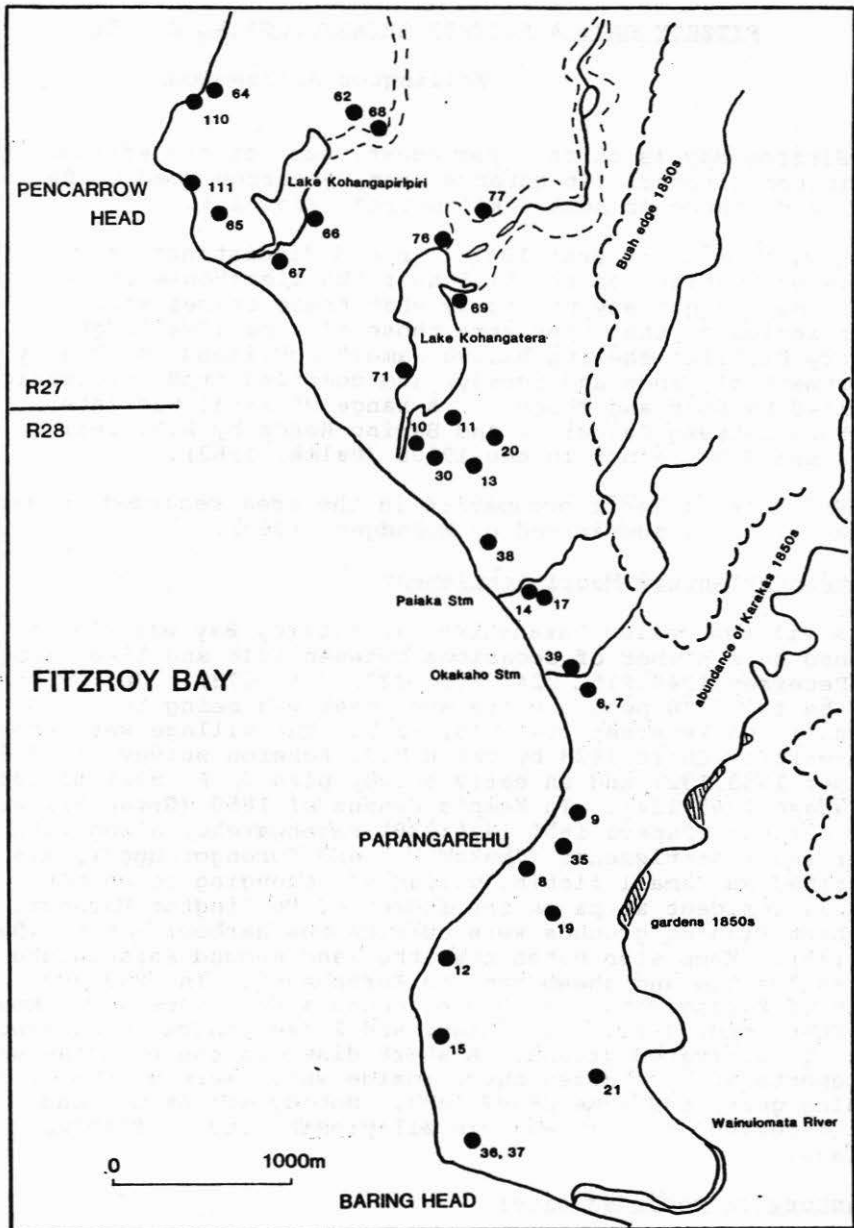 64
110
62
68
Lake Kohangapiripiri
PENCARROW
HEAD
111
65
66
67
77
76
Bush edge 1850s
69
Lake Kohangatera
71
R27
R28
10
11
20
30
13
38
Paiaka Stm
14
17
abundance of Karakas 1850s
39
Okakaho Stm
6, 7
FITZROY BAY
9
PARANGAREHU
35
8
19
gardens 1850s
12
15
21
Wainuiomata River
36, 37
0 1000m
BARING HEAD